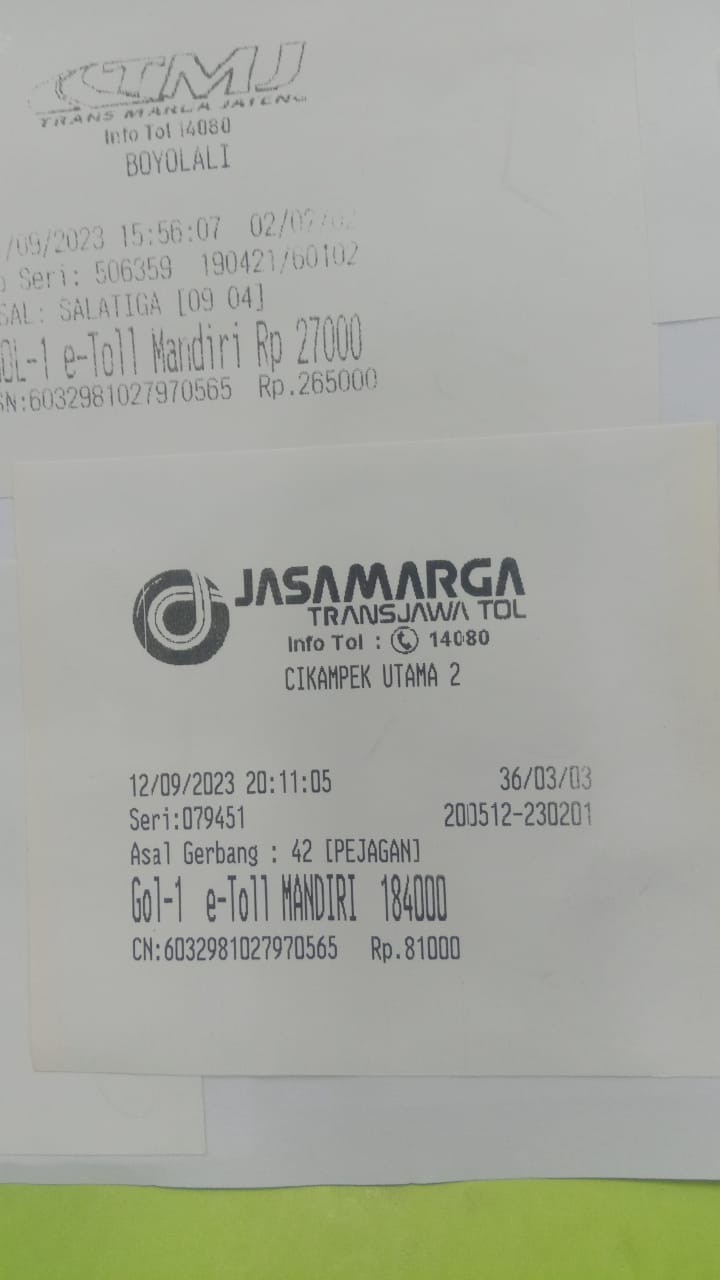 TMJ
TRANS MARGA JATENG
Info Tol 14080
BOYOLALI
/09/2023 15:56:07 02/02/02
Seri: 506359 190421/60102
SAL: SALATIGA [09 04]
OL-1 e-Toll Mandiri Rp 27000
SN:6032981027970565 Rp.265000
JASAMARGA
TRANSJAWA TOL
Info Tol : 14080
CIKAMPEK UTAMA 2
12/09/2023 20:11:05 36/03/03
Seri:079451 200512-230201
Asal Gerbang : 42 [PEJAGAN]
Gol-1 e-Toll MANDIRI 184000
CN:6032981027970565 Rp.81000